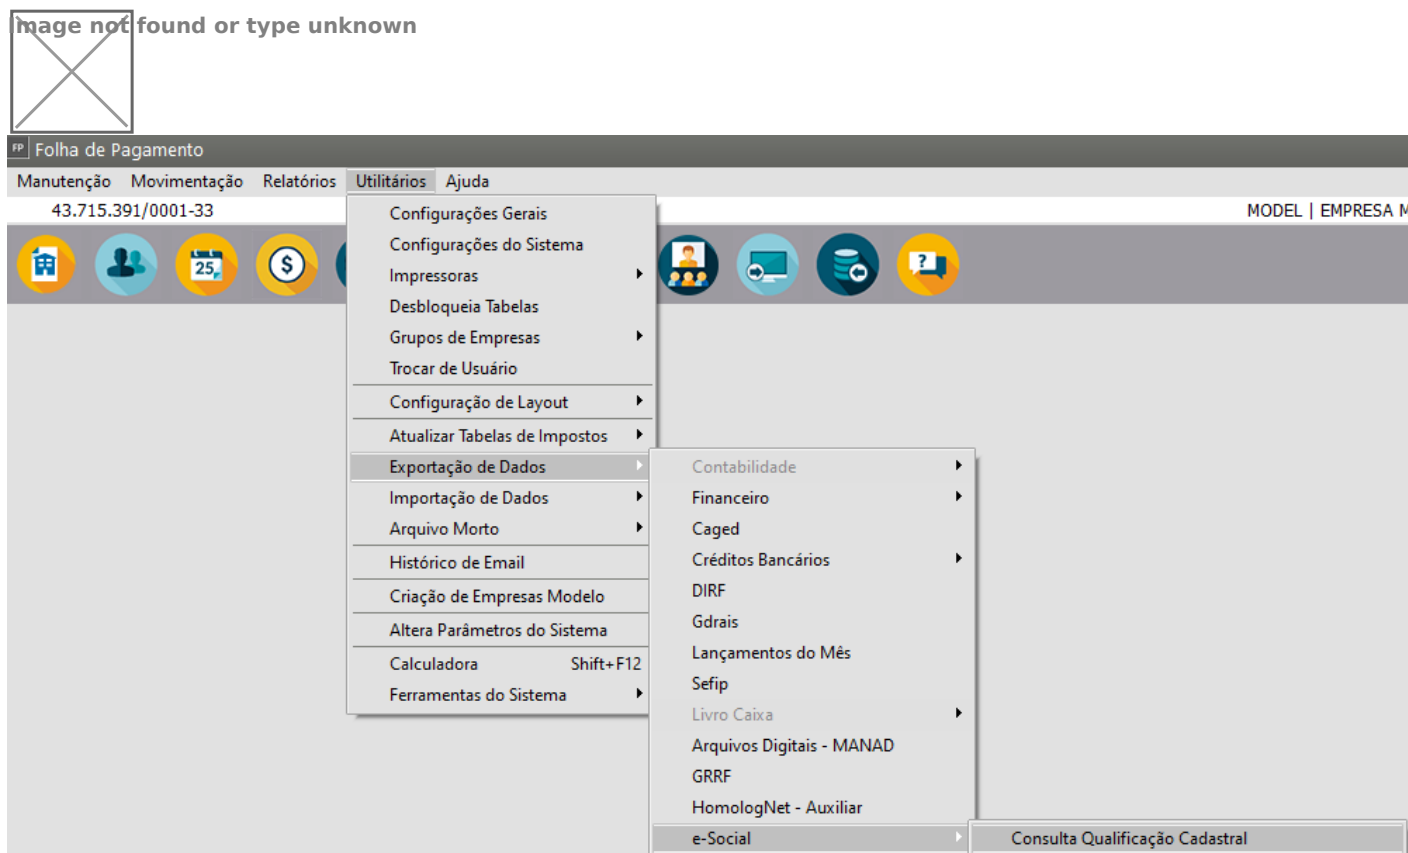 Image not found or type unknown
FP Folha de Pagamento
Manutenção Movimentação Relatórios Utilitários Ajuda
43.715.391/0001-33 MODEL | EMPRESA M
25
$
?
Configurações Gerais
Configurações do Sistema
Impressoras
Desbloqueia Tabelas
Grupos de Empresas
Trocar de Usuário
Configuração de Layout
Atualizar Tabelas de Impostos
Exportação de Dados
Importação de Dados
Arquivo Morto
Histórico de Email
Criação de Empresas Modelo
Altera Parâmetros do Sistema
Calculadora Shift+F12
Ferramentas do Sistema
Contabilidade
Financeiro
Caged
Créditos Bancários
DIRF
Gdrais
Lançamentos do Mês
Sefip
Livro Caixa
Arquivos Digitais - MANAD
GRRF
HomologNet - Auxiliar
e-Social
Consulta Qualificação Cadastral